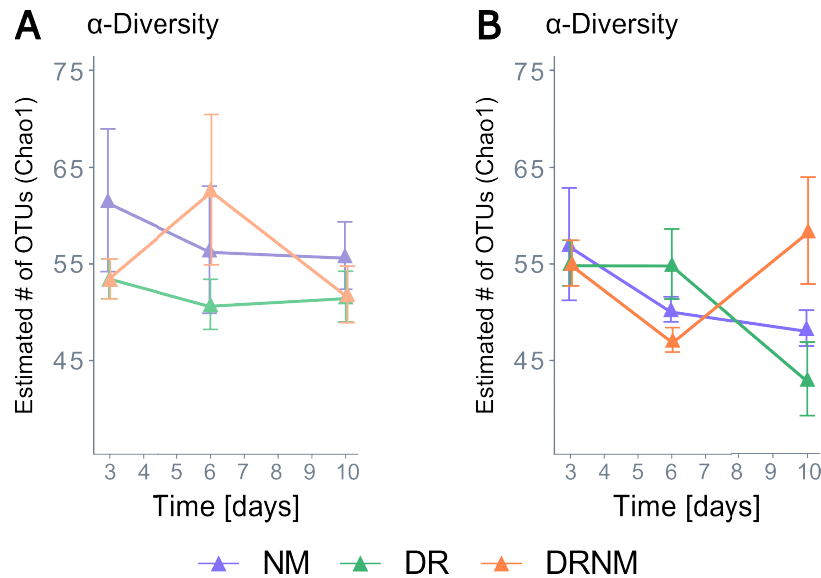 A α-Diversity
Estimated # of OTUs (Chao1)
75
65
55
45
3 4 5 6 7 8 9 10
Time [days]
B α-Diversity
Estimated # of OTUs (Chao1)
75
65
55
45
3 4 5 6 7 8 9 10
Time [days]
NM DR DRNM